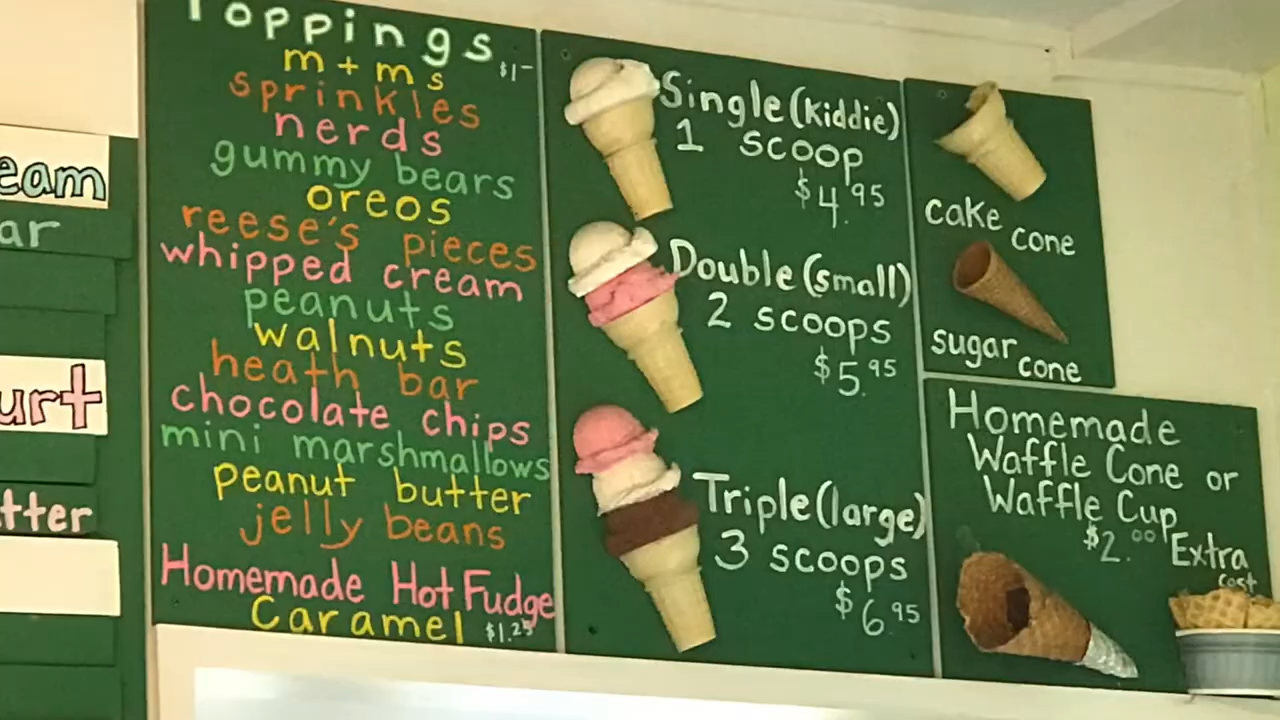 eam
ar
urt
tter
Toppings $1-
m+ms
sprinkles
nerds
gummy bears
oreos
reese's pieces
whipped cream
peanuts
walnuts
heath bar
chocolate chips
mini marshmallows
peanut butter
jelly beans
Homemade Hot Fudge
Caramel $1.25
Single (kiddie)
1 scoop
$4.95
Double (small)
2 scoops
$5.95
Triple (large)
3 scoops
$6.95
cake cone
sugar cone
Homemade
Waffle Cone or
Waffle Cup
$2.00 Extra
cost